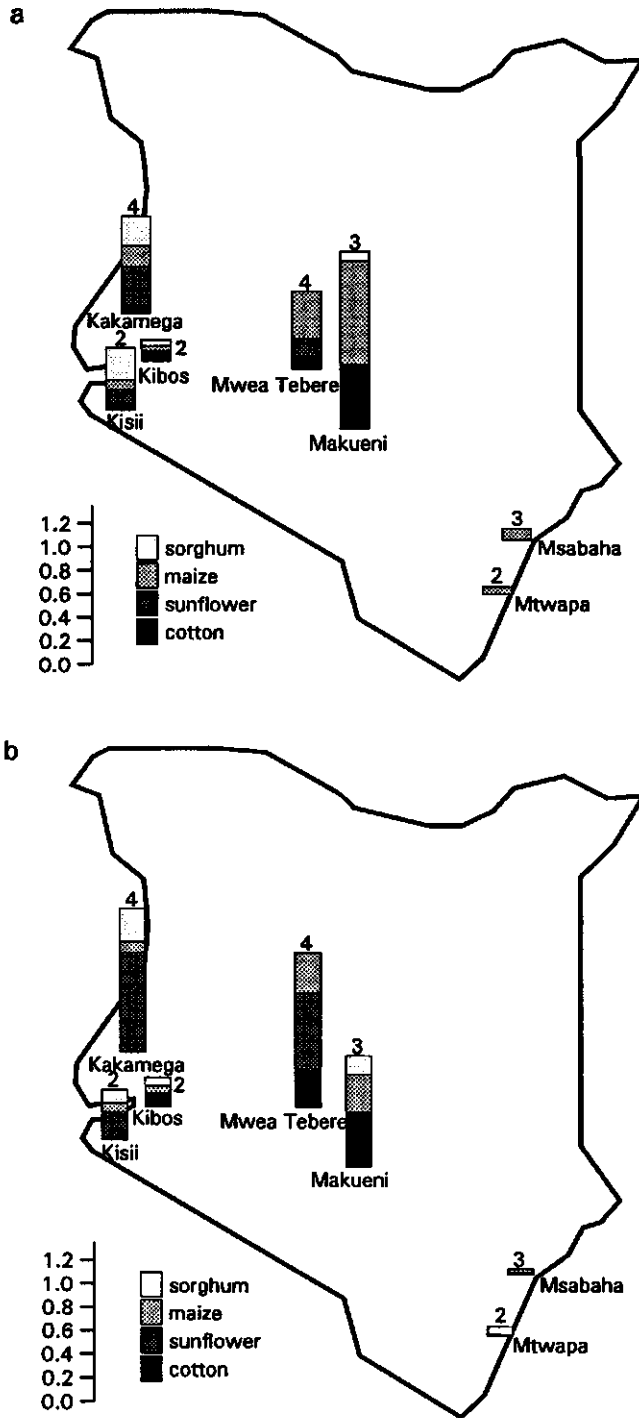 a
4
3
4
Kakamega
2
2
Kibos
Mwea Tebere
Kisii
Makueni
3
1.2
1.0
0.8
0.6
0.4
0.2
0.0
sorghum
maize
sunflower
cotton
Msabaha
2
Mtwapa
b
4
4
3
Kakamega
2
2
Kibos
Mwea Tebere
Kisii
Makueni
3
1.2
1.0
0.8
0.6
0.4
0.2
0.0
sorghum
maize
sunflower
cotton
Msabaha
2
Mtwapa